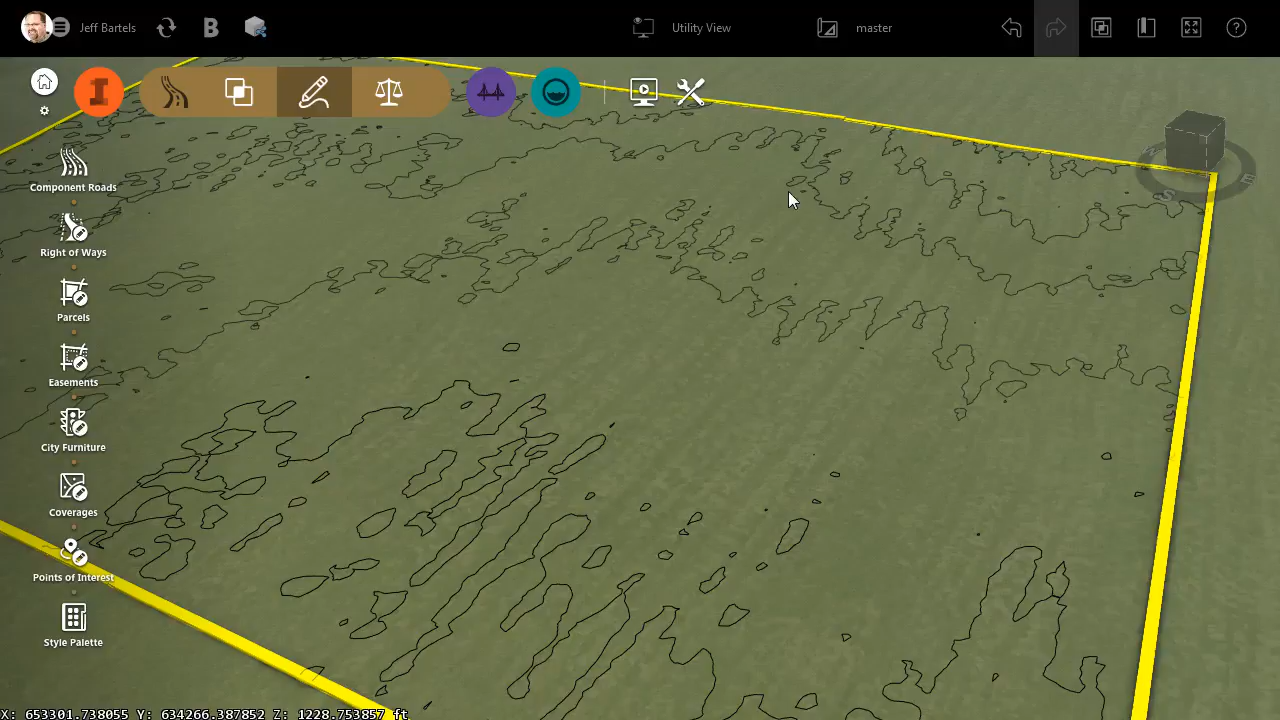 Jeff Bartels
B
Utility View
master
I
Component Roads
Right of Ways
Parcels
Easements
City Furniture
Coverages
Points of Interest
Style Palette
S
E
X: 653301.738055 Y: 634266.387852 Z: 1228.753857 ft